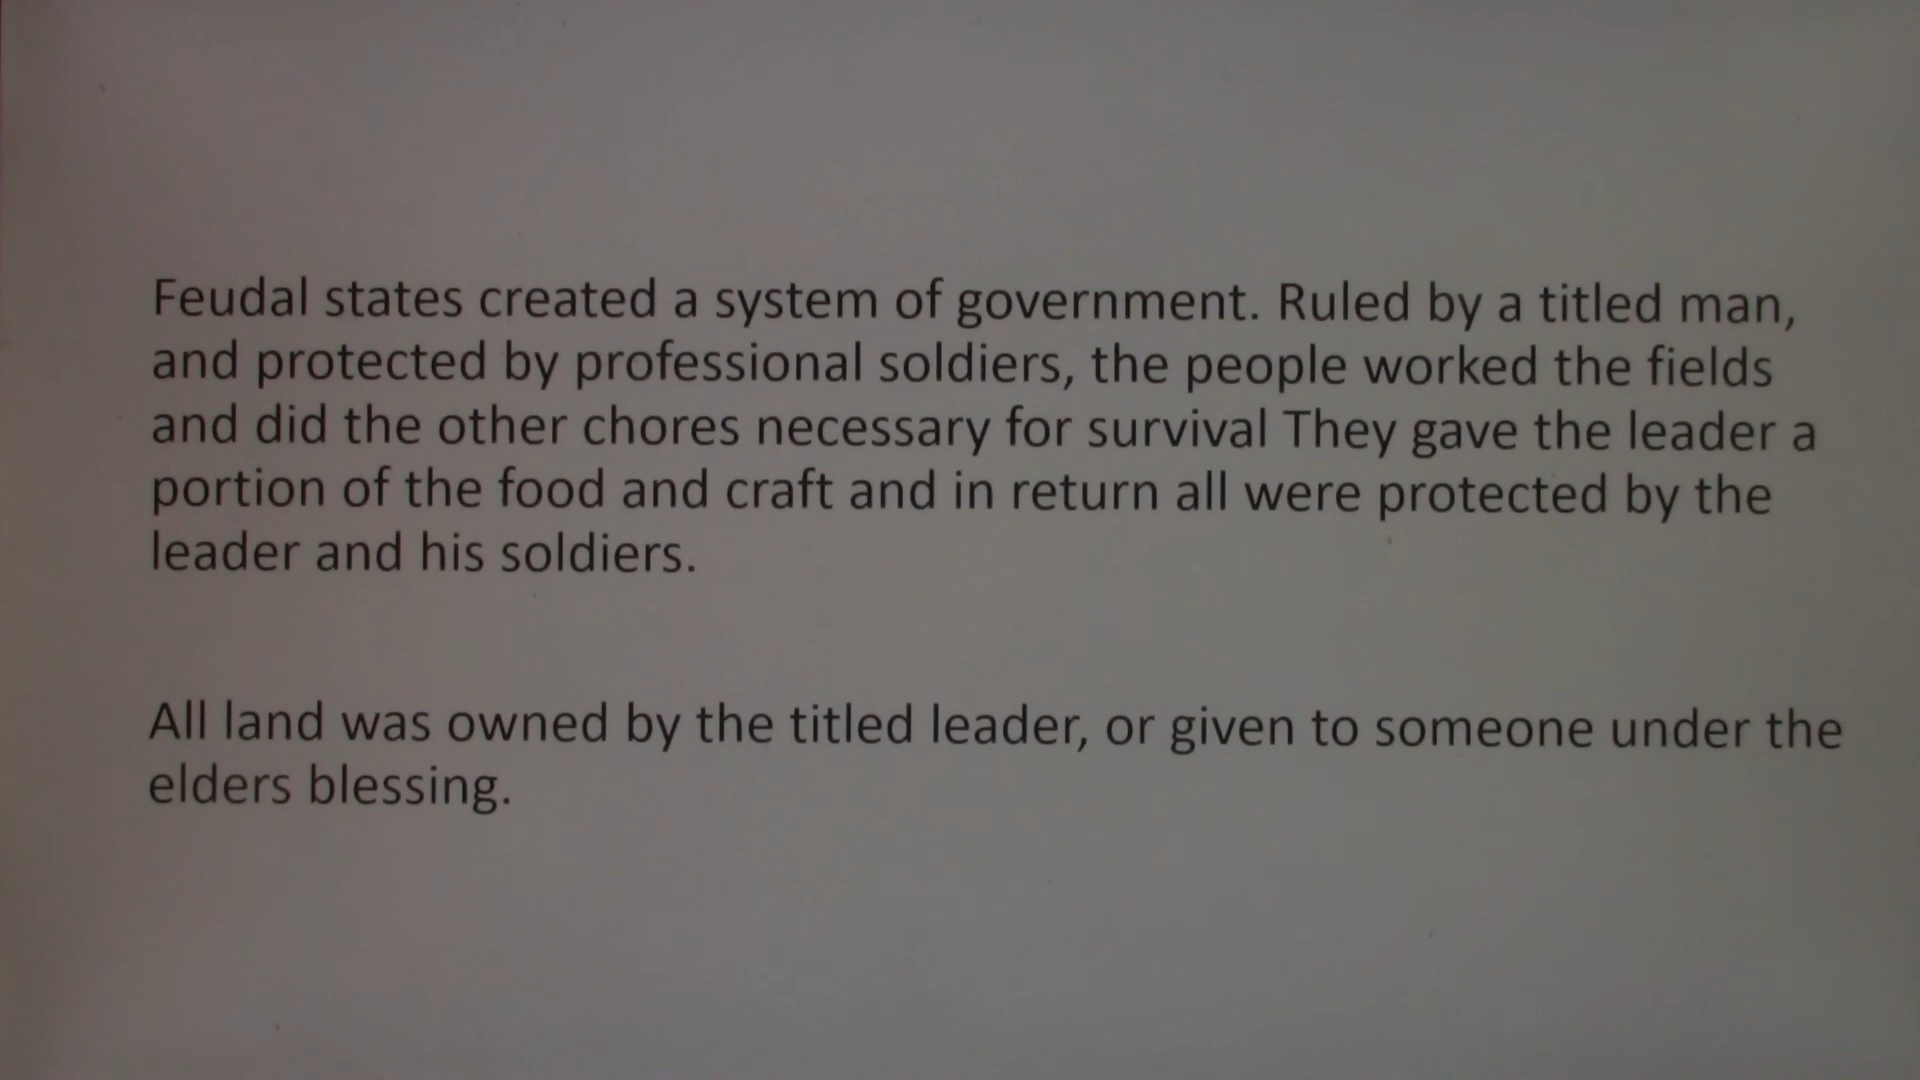 Feudal states created a system of government. Ruled by a titled man,
and protected by professional soldiers, the people worked the fields
and did the other chores necessary for survival They gave the leader a
portion of the food and craft and in return all were protected by the
leader and his soldiers.
All land was owned by the titled leader, or given to someone under the
elders blessing.